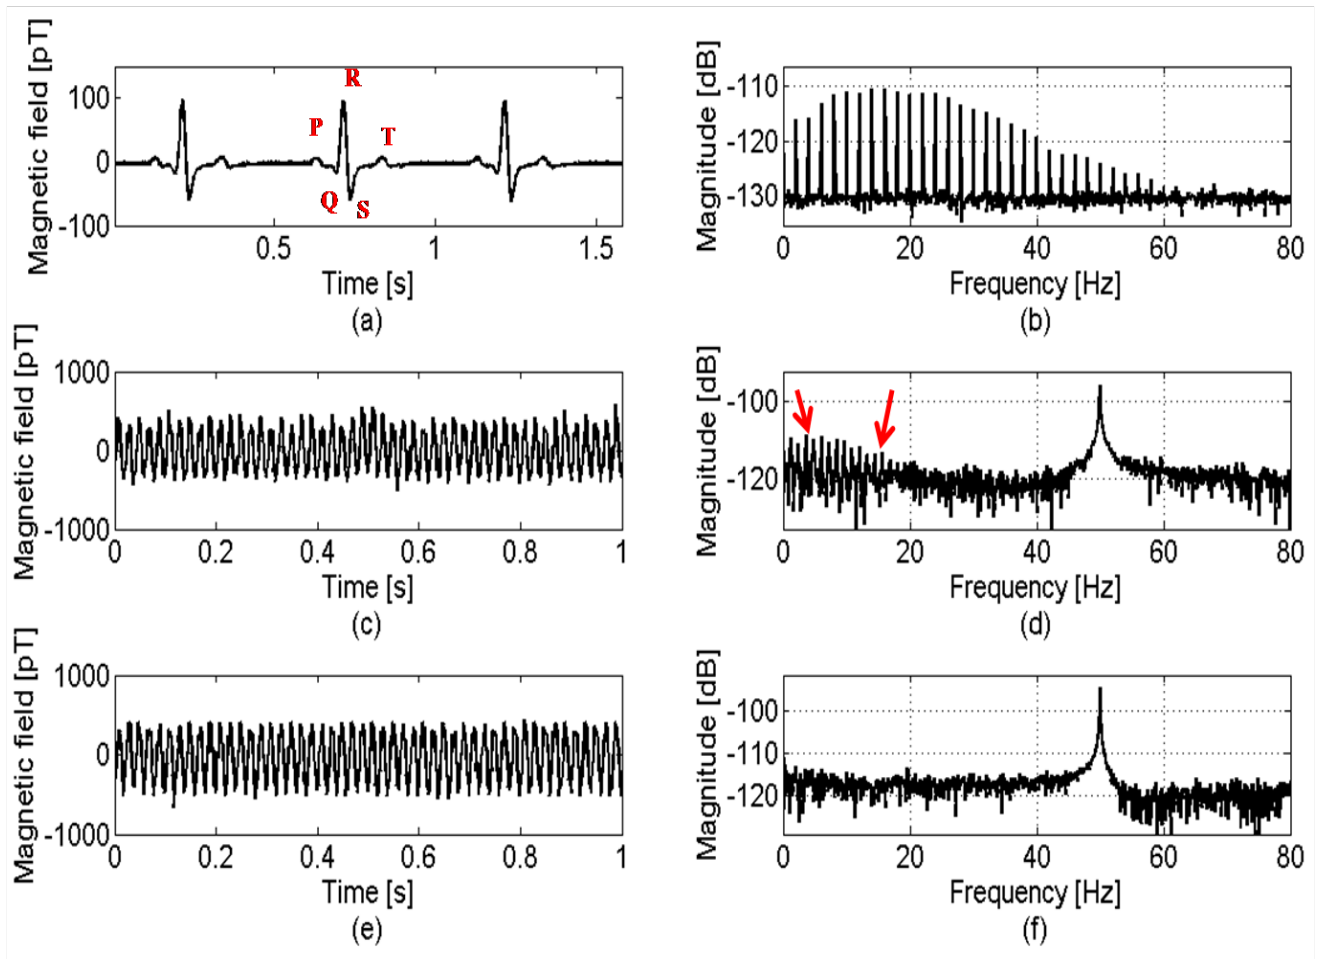 Magnetic field [pT]
100
0
-100
R
P
T
Q
S
0.5
1
1.5
Time [s]
(a)
Magnitude [dB]
-110
-120
-130
0
20
40
60
80
Frequency [Hz]
(b)
Magnetic field [pT]
1000
0
-1000
0
0.2
0.4
0.6
0.8
1
Time [s]
(c)
Magnitude [dB]
-100
-120
0
20
40
60
80
Frequency [Hz]
(d)
Magnetic field [pT]
1000
0
-1000
0
0.2
0.4
0.6
0.8
1
Time [s]
(e)
Magnitude [dB]
-100
-110
-120
0
20
40
60
80
Frequency [Hz]
(f)